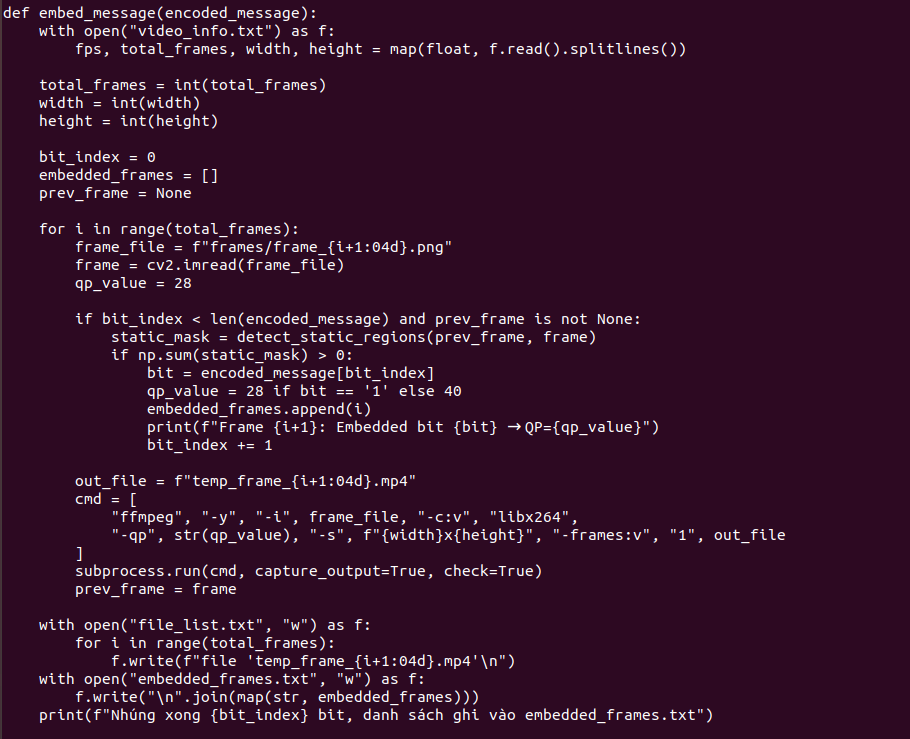 def embed_message(encoded_message):
    with open("video_info.txt") as f:
        fps, total_frames, width, height = map(float, f.read().splitlines())

    total_frames = int(total_frames)
    width = int(width)
    height = int(height)

    bit_index = 0
    embedded_frames = []
    prev_frame = None

    for i in range(total_frames):
        frame_file = f"frames/frame_{i+1:04d}.png"
        frame = cv2.imread(frame_file)
        qp_value = 28

        if bit_index < len(encoded_message) and prev_frame is not None:
            static_mask = detect_static_regions(prev_frame, frame)
            if np.sum(static_mask) > 0:
                bit = encoded_message[bit_index]
                qp_value = 28 if bit == '1' else 40
                embedded_frames.append(i)
                print(f"Frame {i+1}: Embedded bit {bit} →QP={qp_value}")
                bit_index += 1

        out_file = f"temp_frame_{i+1:04d}.mp4"
        cmd = [
            "ffmpeg", "-y", "-i", frame_file, "-c:v", "libx264",
            "-qp", str(qp_value), "-s", f"{width}x{height}", "-frames:v", "1", out_file
        ]
        subprocess.run(cmd, capture_output=True, check=True)
        prev_frame = frame

    with open("file_list.txt", "w") as f:
        for i in range(total_frames):
            f.write(f"file 'temp_frame_{i+1:04d}.mp4'\n")
    with open("embedded_frames.txt", "w") as f:
        f.write("\n".join(map(str, embedded_frames)))
    print(f"Nhúng xong {bit_index} bit, danh sách ghi vào embedded_frames.txt")